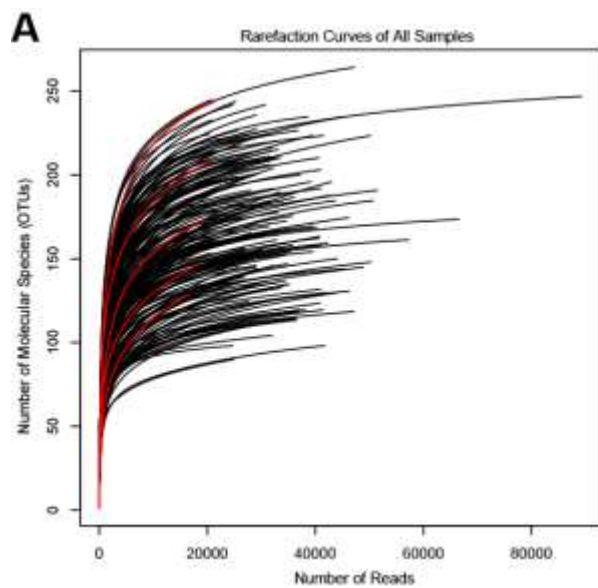 A
Rarefaction Curves of All Samples
Number of Molecular Species (OTUs)
250
200
150
100
50
0
0 20000 40000 60000 80000
Number of Reads